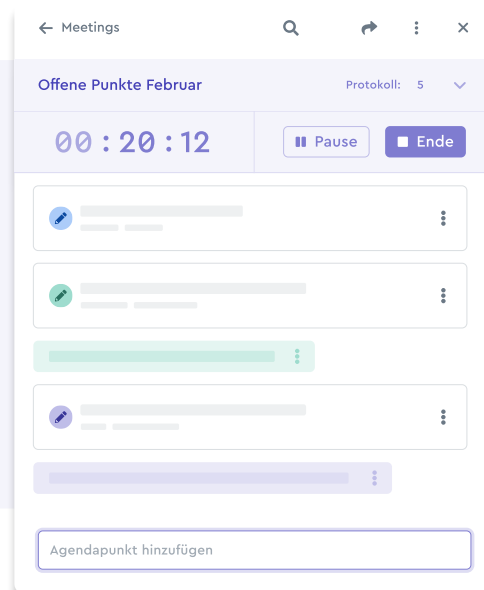 Meetings
Offene Punkte Februar
Protokoll: 5
00:20:12
Pause
Ende
Agendapunkt hinzufügen